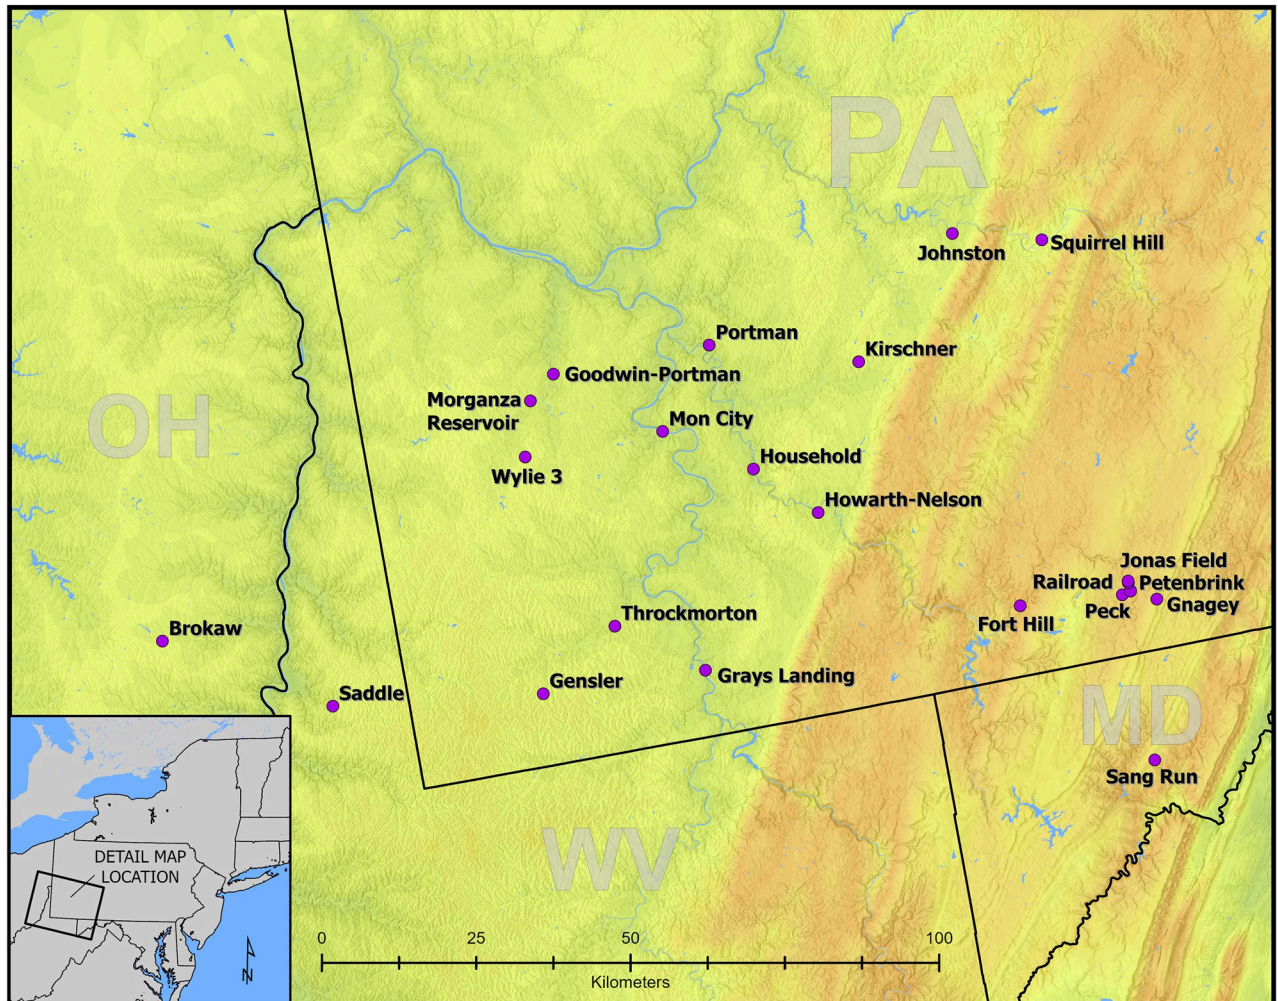 PA
Johnston
Squirrel Hill
Portman
Kirschner
Goodwin-Portman
Morganza
Reservoir
OH
Mon City
Household
Wylie 3
Howarth-Nelson
Jonas Field
Railroad
Petenbrink
Peck
Gnagey
Fort Hill
Throckmorton
Brokaw
Grays Landing
Gensler
Saddle
MD
Sang Run
WV
DETAIL MAP
LOCATION
N
0 25 50 100
Kilometers